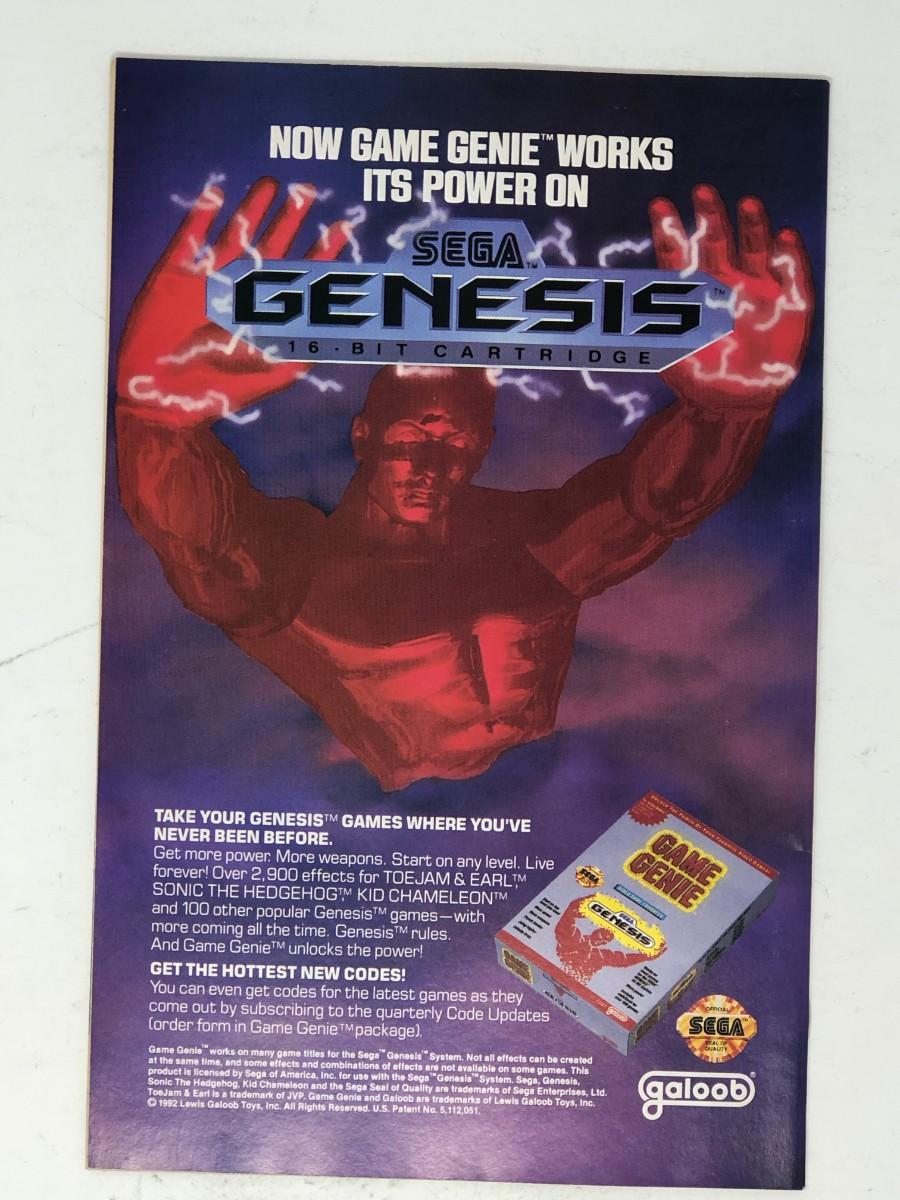 NOW GAME GENIE™ WORKS
ITS POWER ON
SEGA™
GENESIS™
16-BIT CARTRIDGE
TAKE YOUR GENESIS™ GAMES WHERE YOU'VE
NEVER BEEN BEFORE.
Get more power. More weapons. Start on any level. Live
forever! Over 2,900 effects for TOEJAM & EARL,™
SONIC THE HEDGEHOG,™ KID CHAMELEON™
and 100 other popular Genesis™ games—with
more coming all the time. Genesis™ rules.
And Game Genie™ unlocks the power!
GET THE HOTTEST NEW CODES!
You can even get codes for the latest games as they
come out by subscribing to the quarterly Code Updates
(order form in Game Genie™ package).
Game Genie™ works on many game titles for the Sega™ Genesis™ System. Not all effects can be created
at the same time, and some effects and combinations of effects are not available on some games. This
product is licensed by Sega of America, Inc. for use with the Sega™ Genesis™ System. Sega, Genesis,
Sonic The Hedgehog, Kid Chameleon and the Sega Seal of Quality are trademarks of Sega Enterprises, Ltd.
ToeJam & Earl is a trademark of JVP. Game Genie and Galoob are trademarks of Lewis Galoob Toys, Inc.
© 1992 Lewis Galoob Toys, Inc. All Rights Reserved. U.S. Patent No. 5,112,051.
GAME
GENIE
SEGA
GENESIS
galoob
OFFICIAL
SEGA™
SEAL OF
QUALITY
galoob®